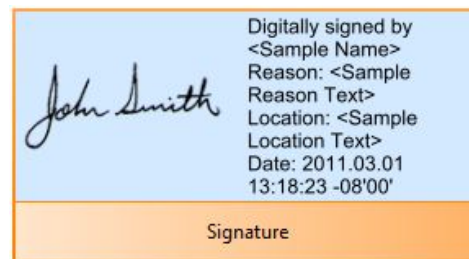 John Smith
Digitally signed by
<Sample Name>
Reason: <Sample
Reason Text>
Location: <Sample
Location Text>
Date: 2011.03.01
13:18:23 -08'00'
Signature